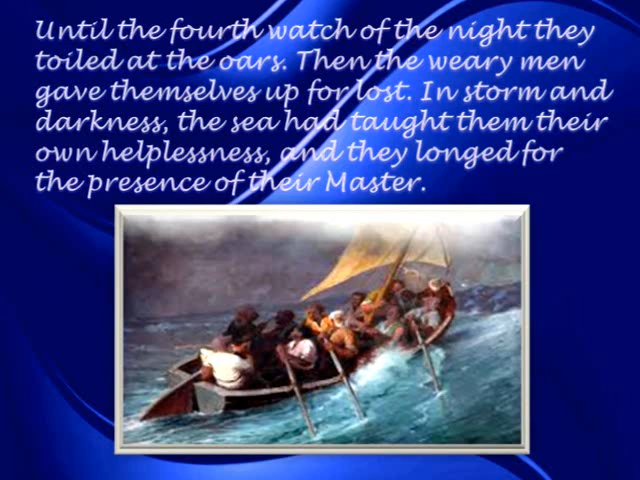 Until the fourth watch of the night they
toiled at the oars. Then the weary men
gave themselves up for lost. In storm and
darkness, the sea had taught them their
own helplessness, and they longed for
the presence of their Master.